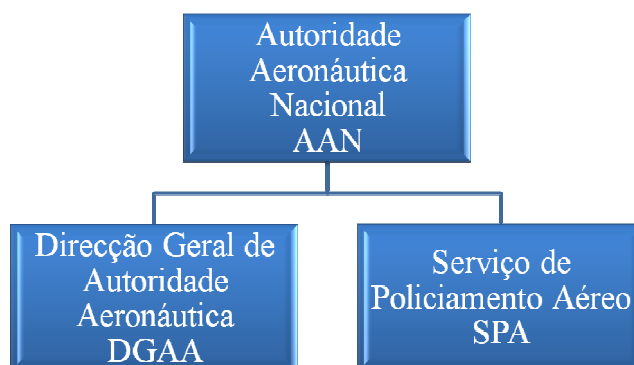 Autoridade
Aeronáutica
Nacional
AAN
Direcção Geral de
Autoridade
Aeronáutica
DGAA
Serviço de
Policiamento Aéreo
SPA